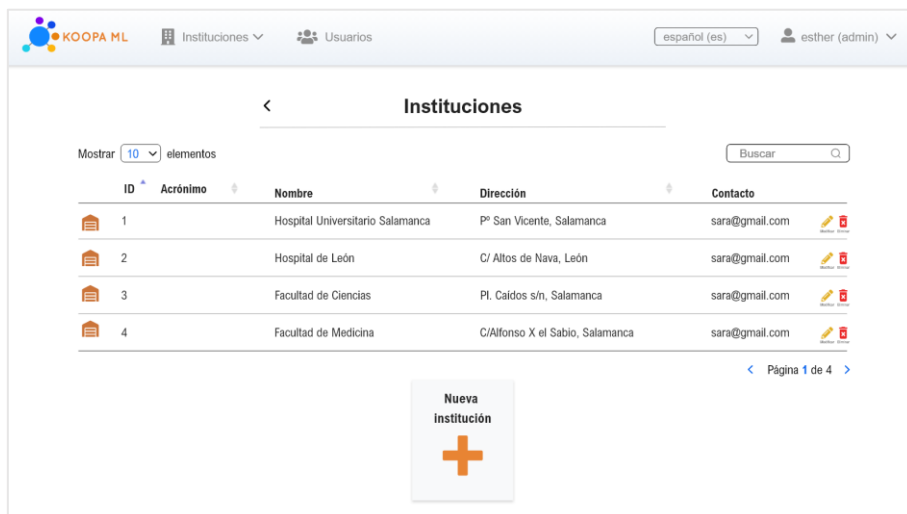 KOOPA ML Instituciones Usuarios español (es) esther (admin)
Instituciones
Mostrar 10 elementos Buscar
ID Acrónimo Nombre Dirección Contacto
1 Hospital Universitario Salamanca Pº San Vicente, Salamanca sara@gmail.com
2 Hospital de León C/ Altos de Nava, León sara@gmail.com
3 Facultad de Ciencias Pl. Caídos s/n, Salamanca sara@gmail.com
4 Facultad de Medicina C/Alfonso X el Sabio, Salamanca sara@gmail.com
Página 1 de 4
Nueva
institución